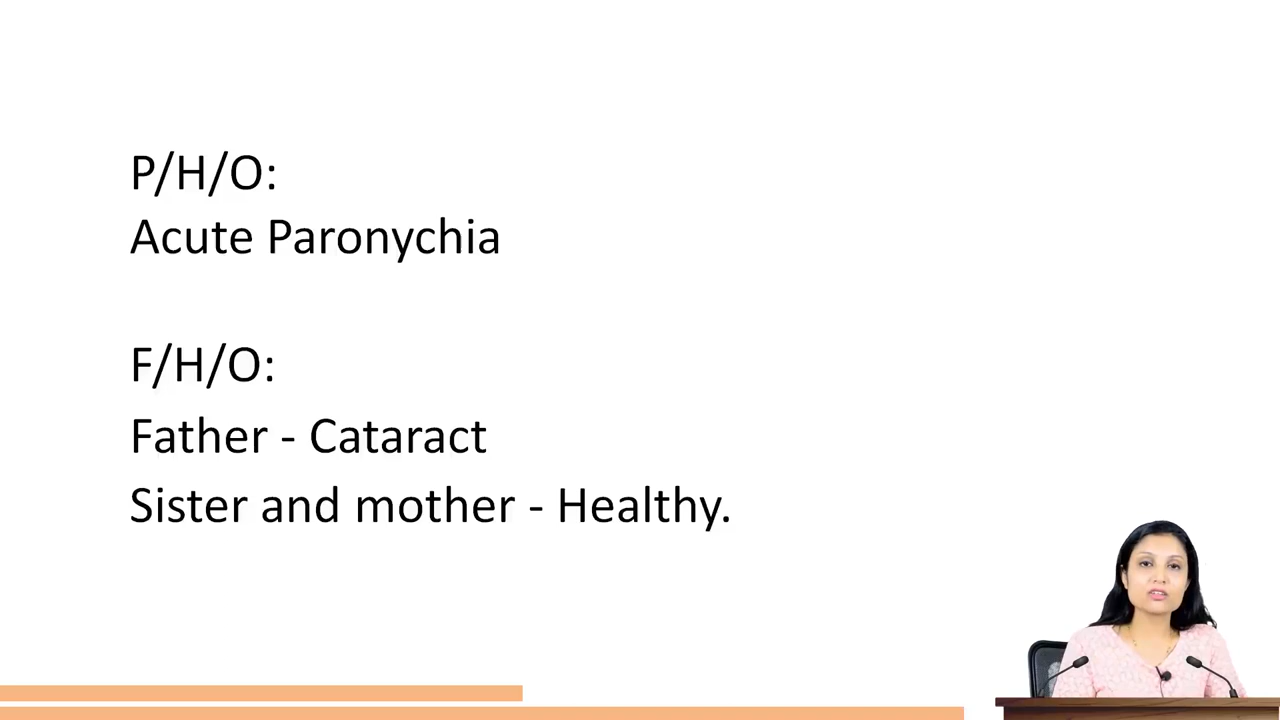 P/H/O:
Acute Paronychia
F/H/O:
Father - Cataract
Sister and mother - Healthy.